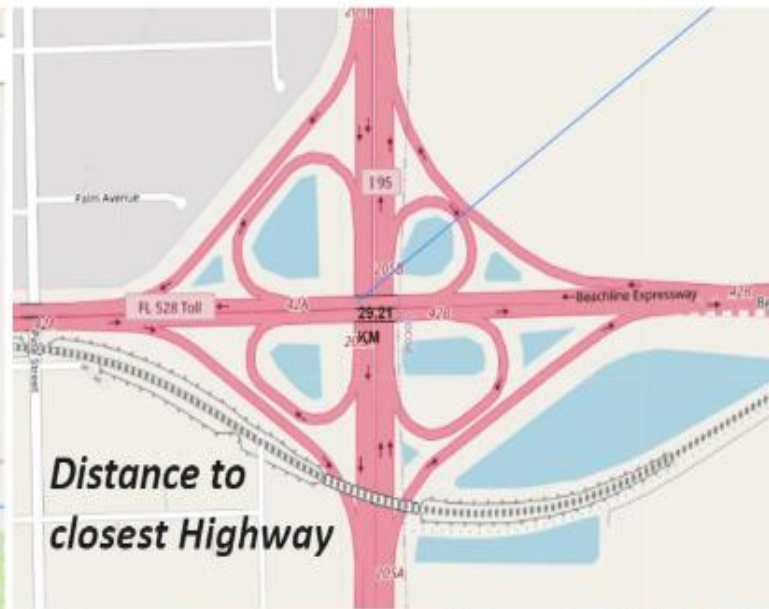 Palm Avenue
I 95
205B
FL 528 Toll
42A
42B
Beachline Expressway
42B
29.21
KM
Distance to
closest Highway
205A